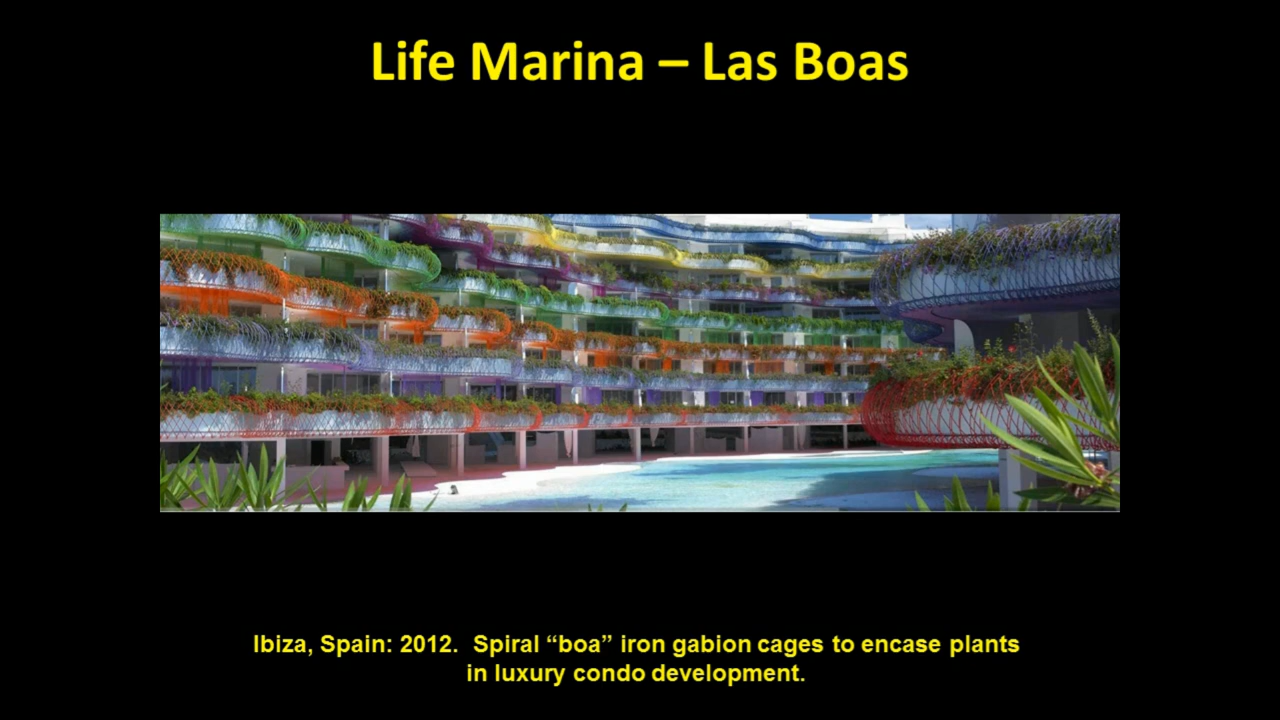 Life Marina – Las Boas
Ibiza, Spain: 2012.  Spiral “boa” iron gabion cages to encase plants
in luxury condo development.